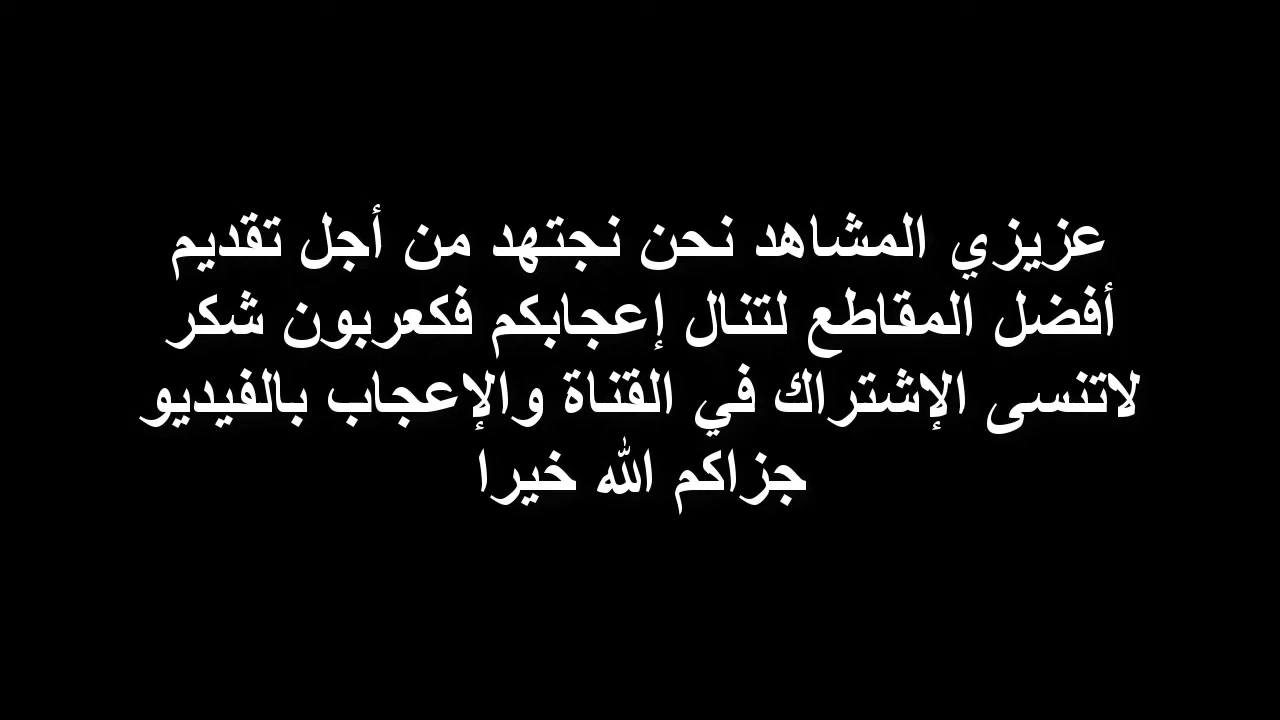 عزيزي المشاهد نحن نجتهد من أجل تقديم
أفضل المقاطع لتنال إعجابكم فكعربون شكر
لاتنسى الإشتراك في القناة والإعجاب بالفيديو
جزاكم الله خيرا